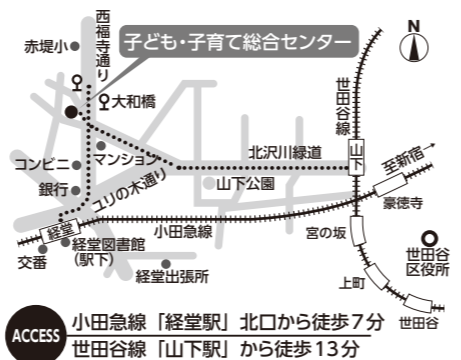 西福寺通り
赤堤小
子ども・子育て総合センター
N
大和橋
世田谷線
マンション
北沢川緑道
山下
至新宿→
コンビニ
銀行
ユリの木通り
山下公園
豪徳寺
経堂
小田急線
宮の坂
交番
経堂図書館
(駅下)
世田谷
区役所
経堂出張所
上町
世田谷
ACCESS
小田急線「経堂駅」北口から徒歩7分
世田谷線「山下駅」から徒歩13分